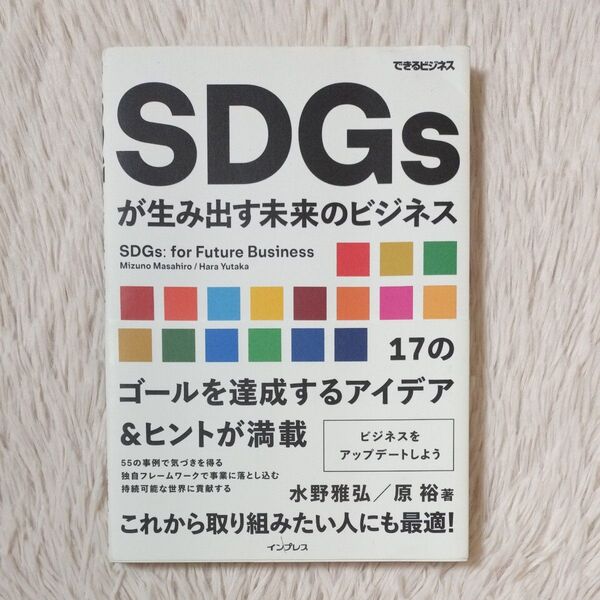 できるビジネス
SDGs
が生み出す未来のビジネス
SDGs: for Future Business
Mizuno Masahiro / Hara Yutaka
17の
ゴールを達成するアイデア
&ヒントが満載
ビジネスを
アップデートしよう
55の事例で気づきを得る
独自フレームワークで事業に落とし込む
持続可能な世界に貢献する
水野雅弘／原 裕 著
これから取り組みたい人にも最適！
インプレス